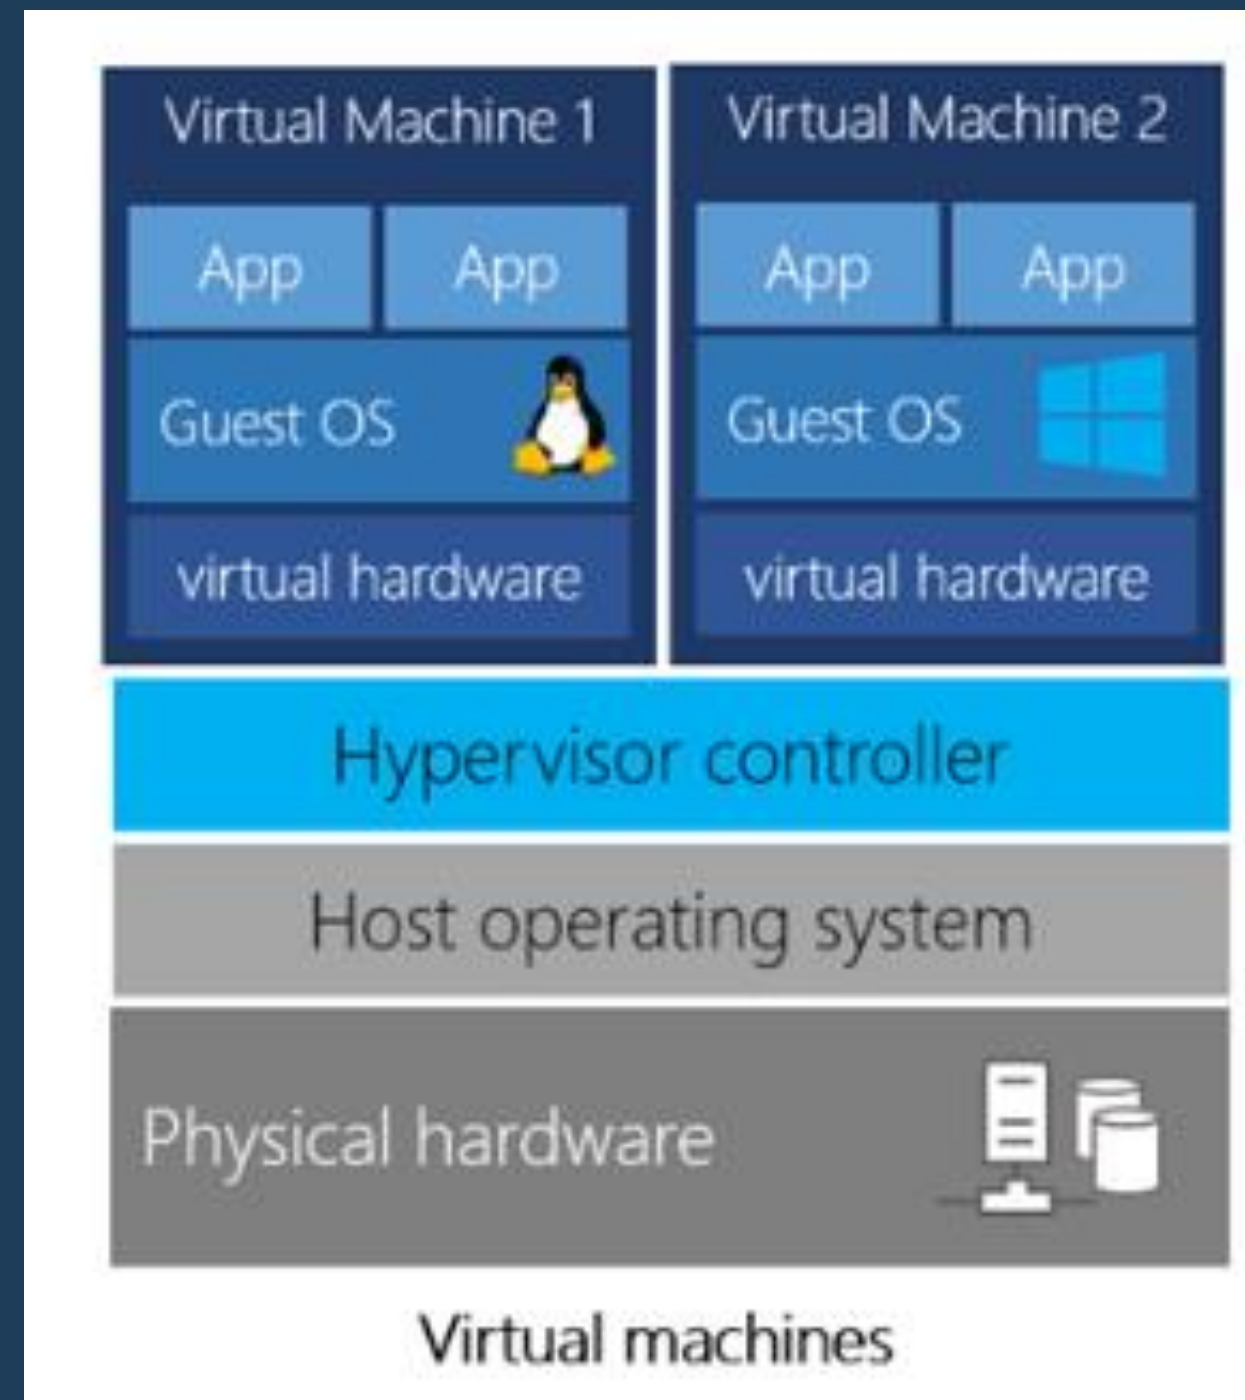 Virtual Machine 1
App App
Guest OS
virtual hardware
Virtual Machine 2
App App
Guest OS
virtual hardware
Hypervisor controller
Host operating system
Physical hardware
Virtual machines